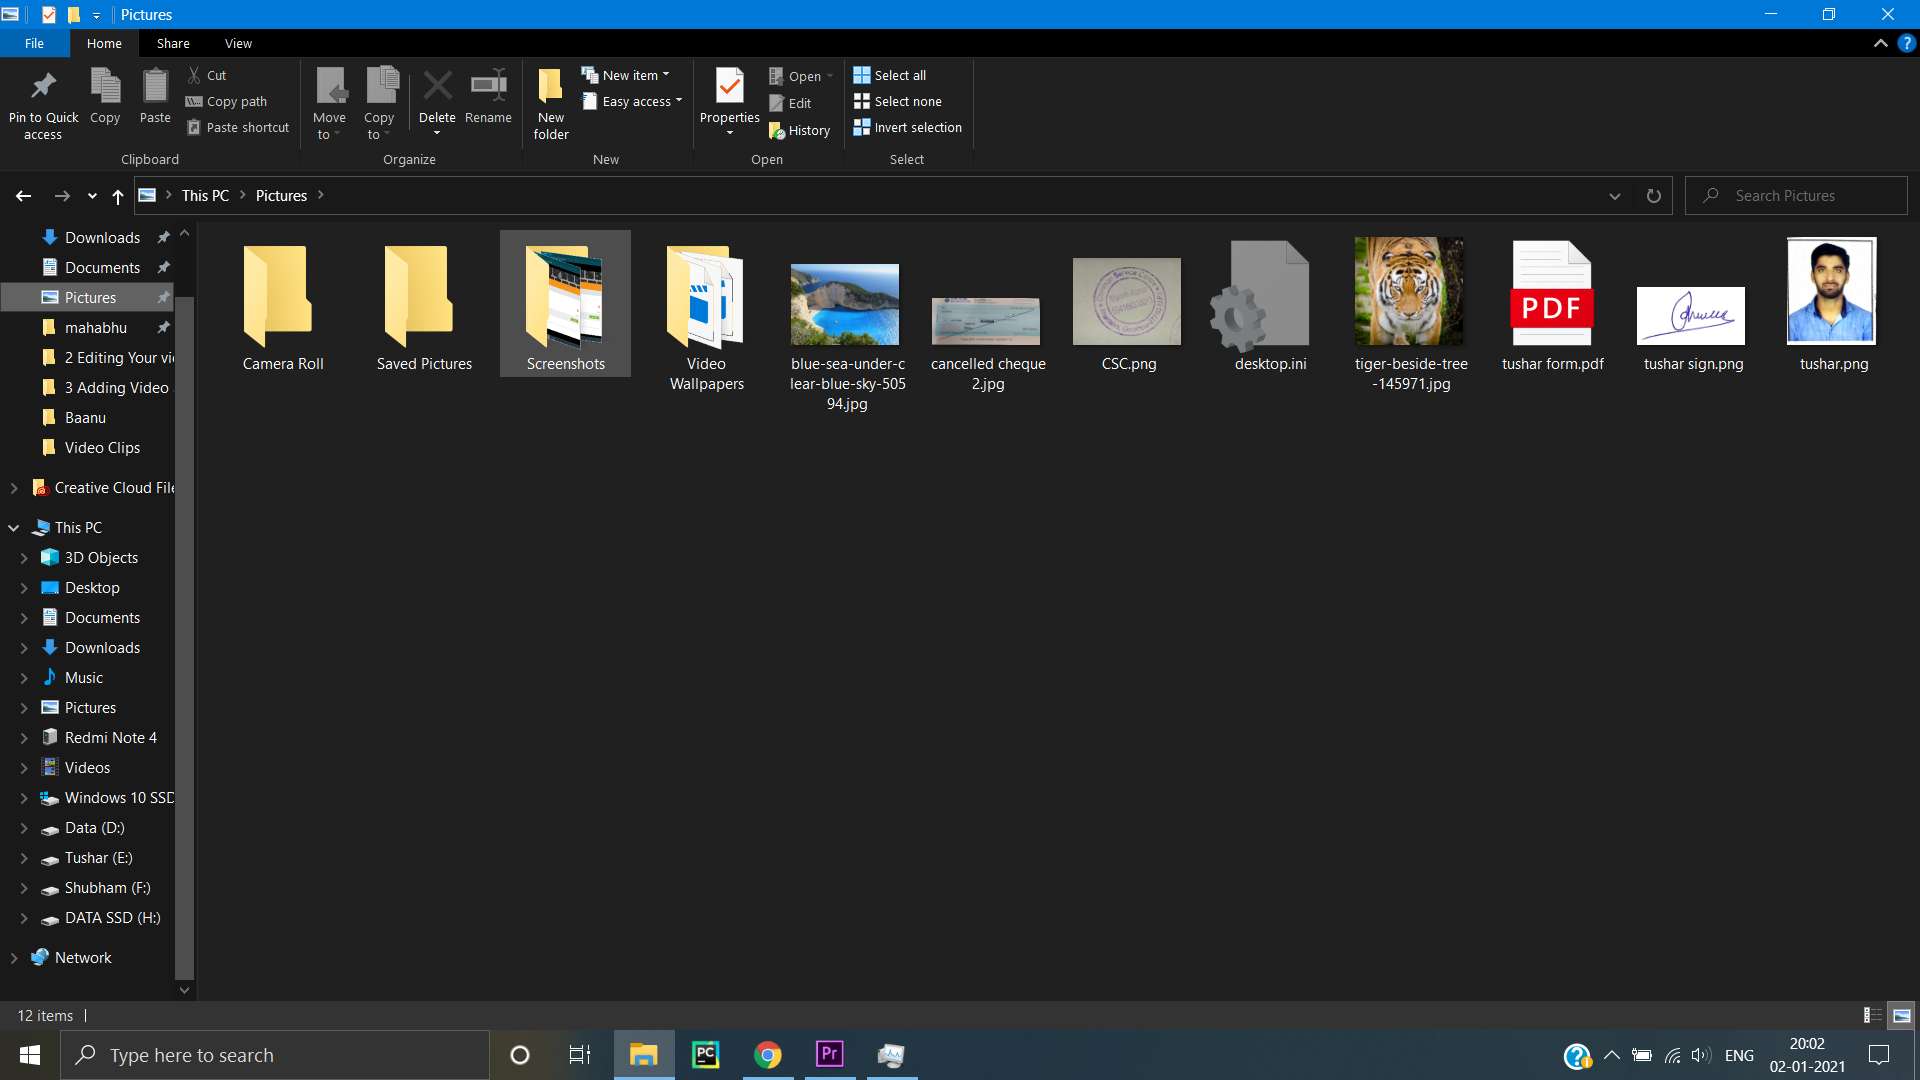 Pictures
File Home Share View
Pin to Quick access
Copy
Paste
Cut
Copy path
Paste shortcut
Clipboard
Move to
Copy to
Delete
Rename
Organize
New folder
New item
Easy access
New
Properties
Open
Edit
History
Open
Select all
Select none
Invert selection
Select
This PC Pictures
Search Pictures
Downloads
Documents
Pictures
mahabhu
2 Editing Your vi
3 Adding Video
Baanu
Video Clips
Creative Cloud File
This PC
3D Objects
Desktop
Documents
Downloads
Music
Pictures
Redmi Note 4
Videos
Windows 10 SSD
Data (D:)
Tushar (E:)
Shubham (F:)
DATA SSD (H:)
Network
Camera Roll
Saved Pictures
Screenshots
Video
Wallpapers
blue-sea-under-c
lear-blue-sky-505
94.jpg
cancelled cheque
2.jpg
CSC.png
desktop.ini
tiger-beside-tree
-145971.jpg
PDF
tushar form.pdf
tushar sign.png
tushar.png
12 items
Type here to search
PC
Pr
ENG
20:02
02-01-2021